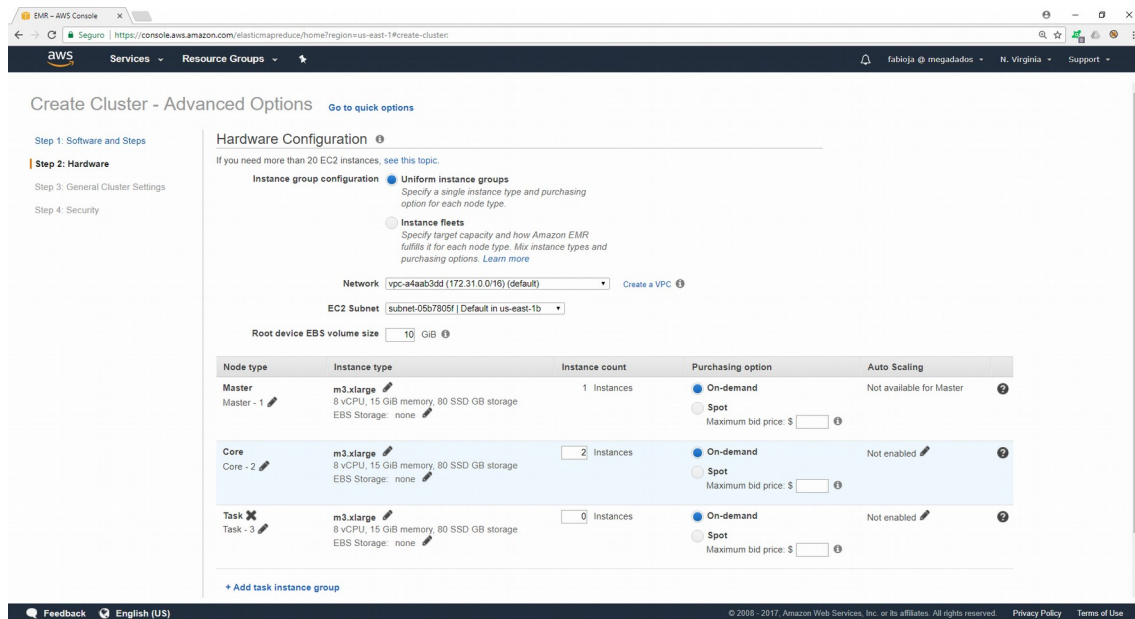 EMR – AWS Console
Seguro | https://console.aws.amazon.com/elasticmapreduce/home?region=us-east-1#create-cluster:
aws Services Resource Groups fabioja @ megadados N. Virginia Support
Create Cluster - Advanced Options Go to quick options
Step 1: Software and Steps
Step 2: Hardware
Step 3: General Cluster Settings
Step 4: Security
Hardware Configuration
If you need more than 20 EC2 instances, see this topic.
Instance group configuration Uniform instance groups
Specify a single instance type and purchasing
option for each node type.
Instance fleets
Specify target capacity and how Amazon EMR
fulfills it for each node type. Mix instance types and
purchasing options. Learn more
Network vpc-a4aab3dd (172.31.0.0/16) (default) Create a VPC
EC2 Subnet subnet-05b7805f | Default in us-east-1b
Root device EBS volume size 10 GiB
Node type Instance type Instance count Purchasing option Auto Scaling
Master m3.xlarge 1 Instances On-demand Not available for Master
Master - 1 8 vCPU, 15 GiB memory, 80 SSD GB storage
EBS Storage: none Spot
Maximum bid price: $
Core m3.xlarge 2 Instances On-demand Not enabled
Core - 2 8 vCPU, 15 GiB memory, 80 SSD GB storage
EBS Storage: none Spot
Maximum bid price: $
Task m3.xlarge 0 Instances On-demand Not enabled
Task - 3 8 vCPU, 15 GiB memory, 80 SSD GB storage
EBS Storage: none Spot
Maximum bid price: $
+ Add task instance group
Feedback English (US) © 2008 - 2017, Amazon Web Services, Inc. or its affiliates. All rights reserved. Privacy Policy Terms of Use